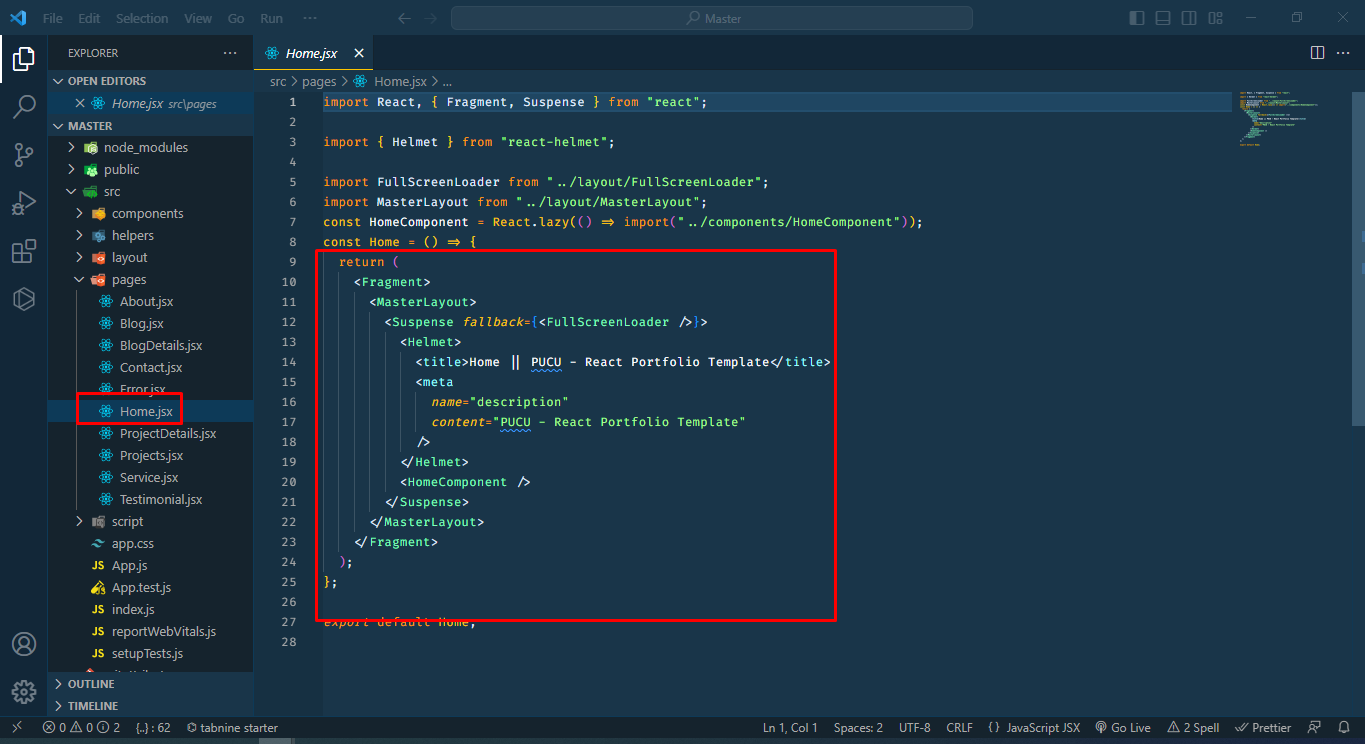 File Edit Selection View Go Run ··· Master
EXPLORER ···
OPEN EDITORS
Home.jsx src\pages
MASTER
node_modules
public
src
components
helpers
layout
pages
About.jsx
Blog.jsx
BlogDetails.jsx
Contact.jsx
Error.jsx
Home.jsx
ProjectDetails.jsx
Projects.jsx
Service.jsx
Testimonial.jsx
script
app.css
JS App.js
App.test.js
JS index.js
JS reportWebVitals.js
JS setupTests.js
OUTLINE
TIMELINE
Home.jsx
src > pages > Home.jsx > ...
1 import React, { Fragment, Suspense } from "react";
2
3 import { Helmet } from "react-helmet";
4
5 import FullScreenLoader from "../layout/FullScreenLoader";
6 import MasterLayout from "../layout/MasterLayout";
7 const HomeComponent = React.lazy(() => import("../components/HomeComponent"));
8 const Home = () => {
9 return (
10 <Fragment>
11 <MasterLayout>
12 <Suspense fallback={<FullScreenLoader />}>
13 <Helmet>
14 <title>Home || PUCU - React Portfolio Template</title>
15 <meta
16 name="description"
17 content="PUCU - React Portfolio Template"
18 />
19 </Helmet>
20 <HomeComponent />
21 </Suspense>
22 </MasterLayout>
23 </Fragment>
24 );
25 };
26
27 export default Home;
28
0 0 2 {..} : 62 tabnine starter Ln 1, Col 1 Spaces: 2 UTF-8 CRLF {} JavaScript JSX Go Live 2 Spell Prettier